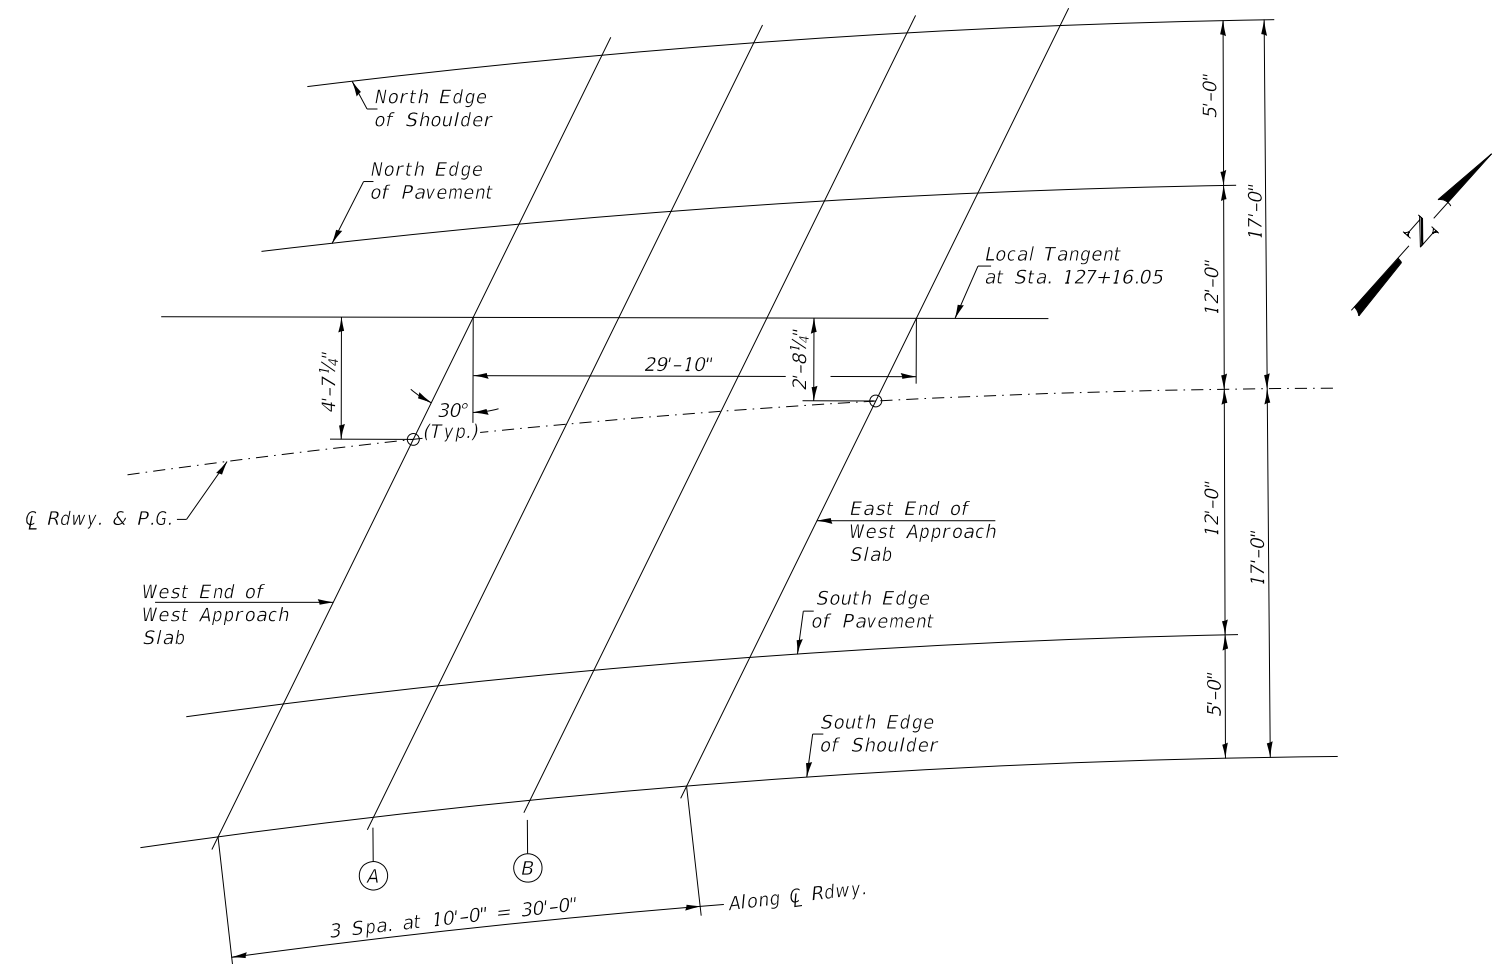 North Edge
of Shoulder
5'-0"
North Edge
of Pavement
17'-0"
N
Local Tangent
at Sta. 127+16.05
12'-0"
4'-7¼"
29'-10"
2'-8¼"
30°
(Typ.)
℄ Rdwy. & P.G.
East End of
West Approach
Slab
12'-0"
17'-0"
West End of
West Approach
Slab
South Edge
of Pavement
5'-0"
South Edge
of Shoulder
A
B
3 Spa. at 10'-0" = 30'-0"
Along ℄ Rdwy.